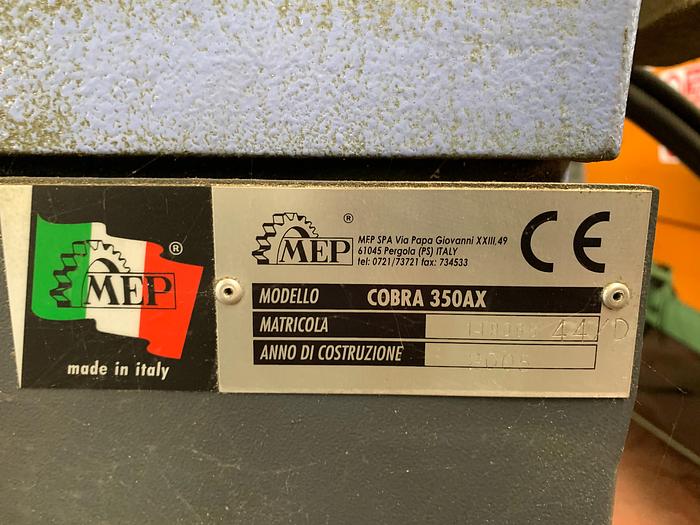 MEP ®
made in italy
MEP ®
MEP SPA Via Papa Giovanni XXIII,49
61045 Pergola (PS) ITALY
tel: 0721/73721 fax: 734533
CE
MODELLO COBRA 350AX
MATRICOLA
ANNO DI COSTRUZIONE